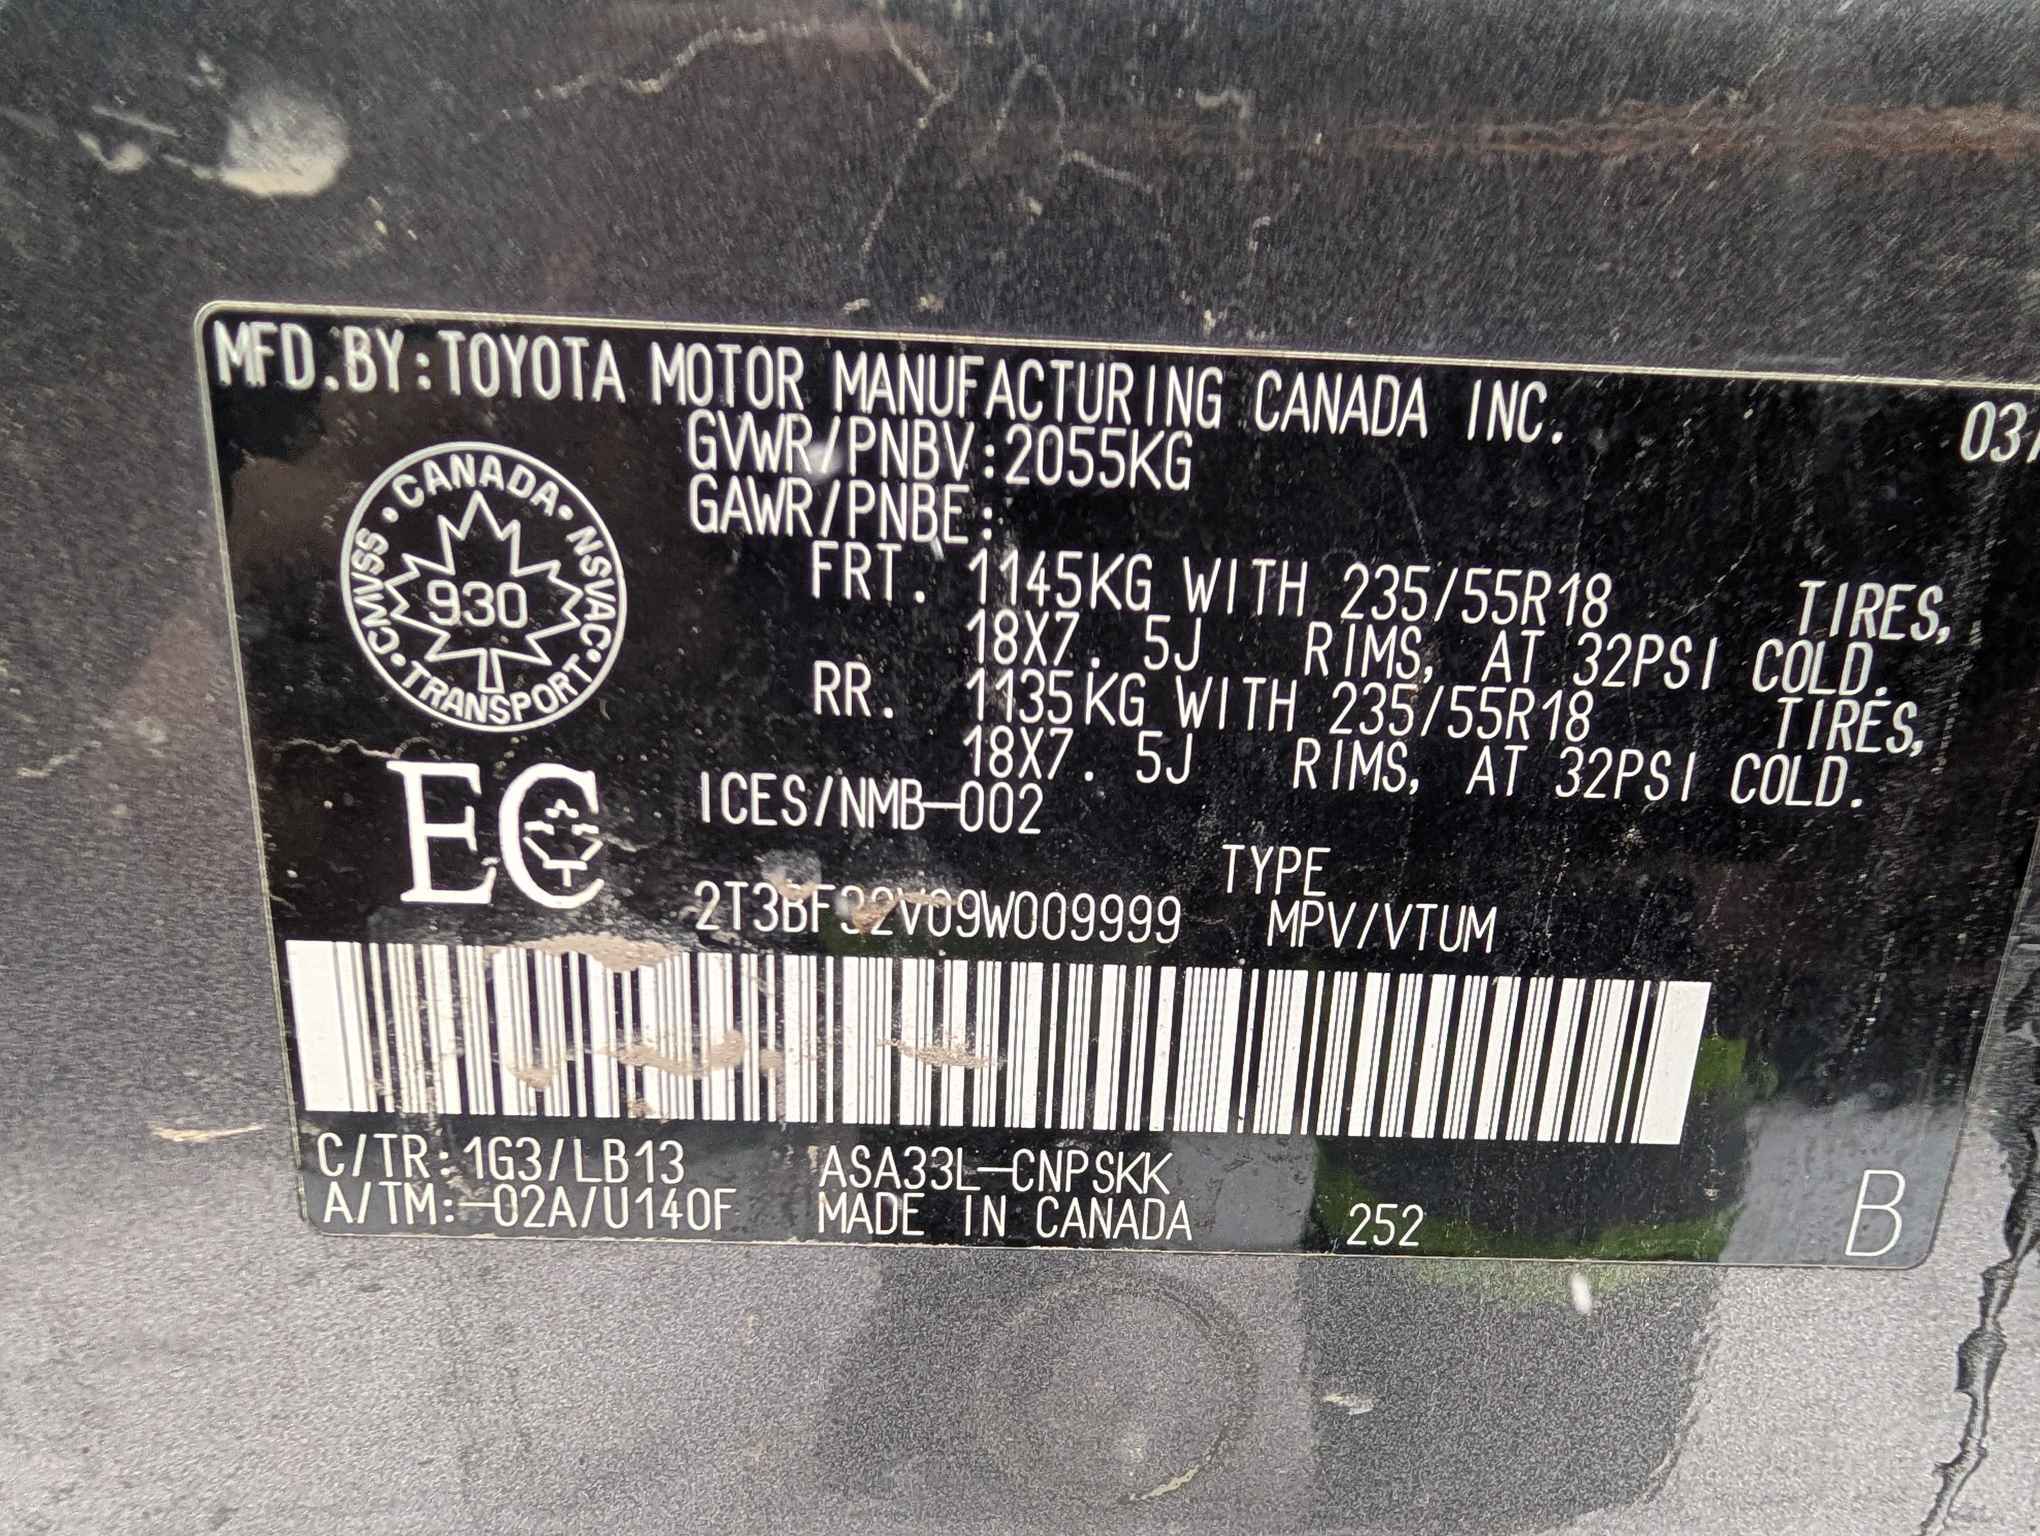 MFD.BY:TOYOTA MOTOR MANUFACTURING CANADA INC. 03/
GVWR/PNBV:2055KG
GAWR/PNBE:
FRT. 1145KG WITH 235/55R18 TIRES,
18X7. 5J RIMS, AT 32PSI COLD.
RR. 1135KG WITH 235/55R18 TIRES,
18X7. 5J RIMS, AT 32PSI COLD.
CANADA • NSVAC • TRANSPORT • CMVSS •
930
EC
ICES/NMB-002
TYPE
2T3BF32V09W009999 MPV/VTUM
C/TR:1G3/LB13 ASA33L-CNPSKK
A/TM:-02A/U140F MADE IN CANADA 252 B